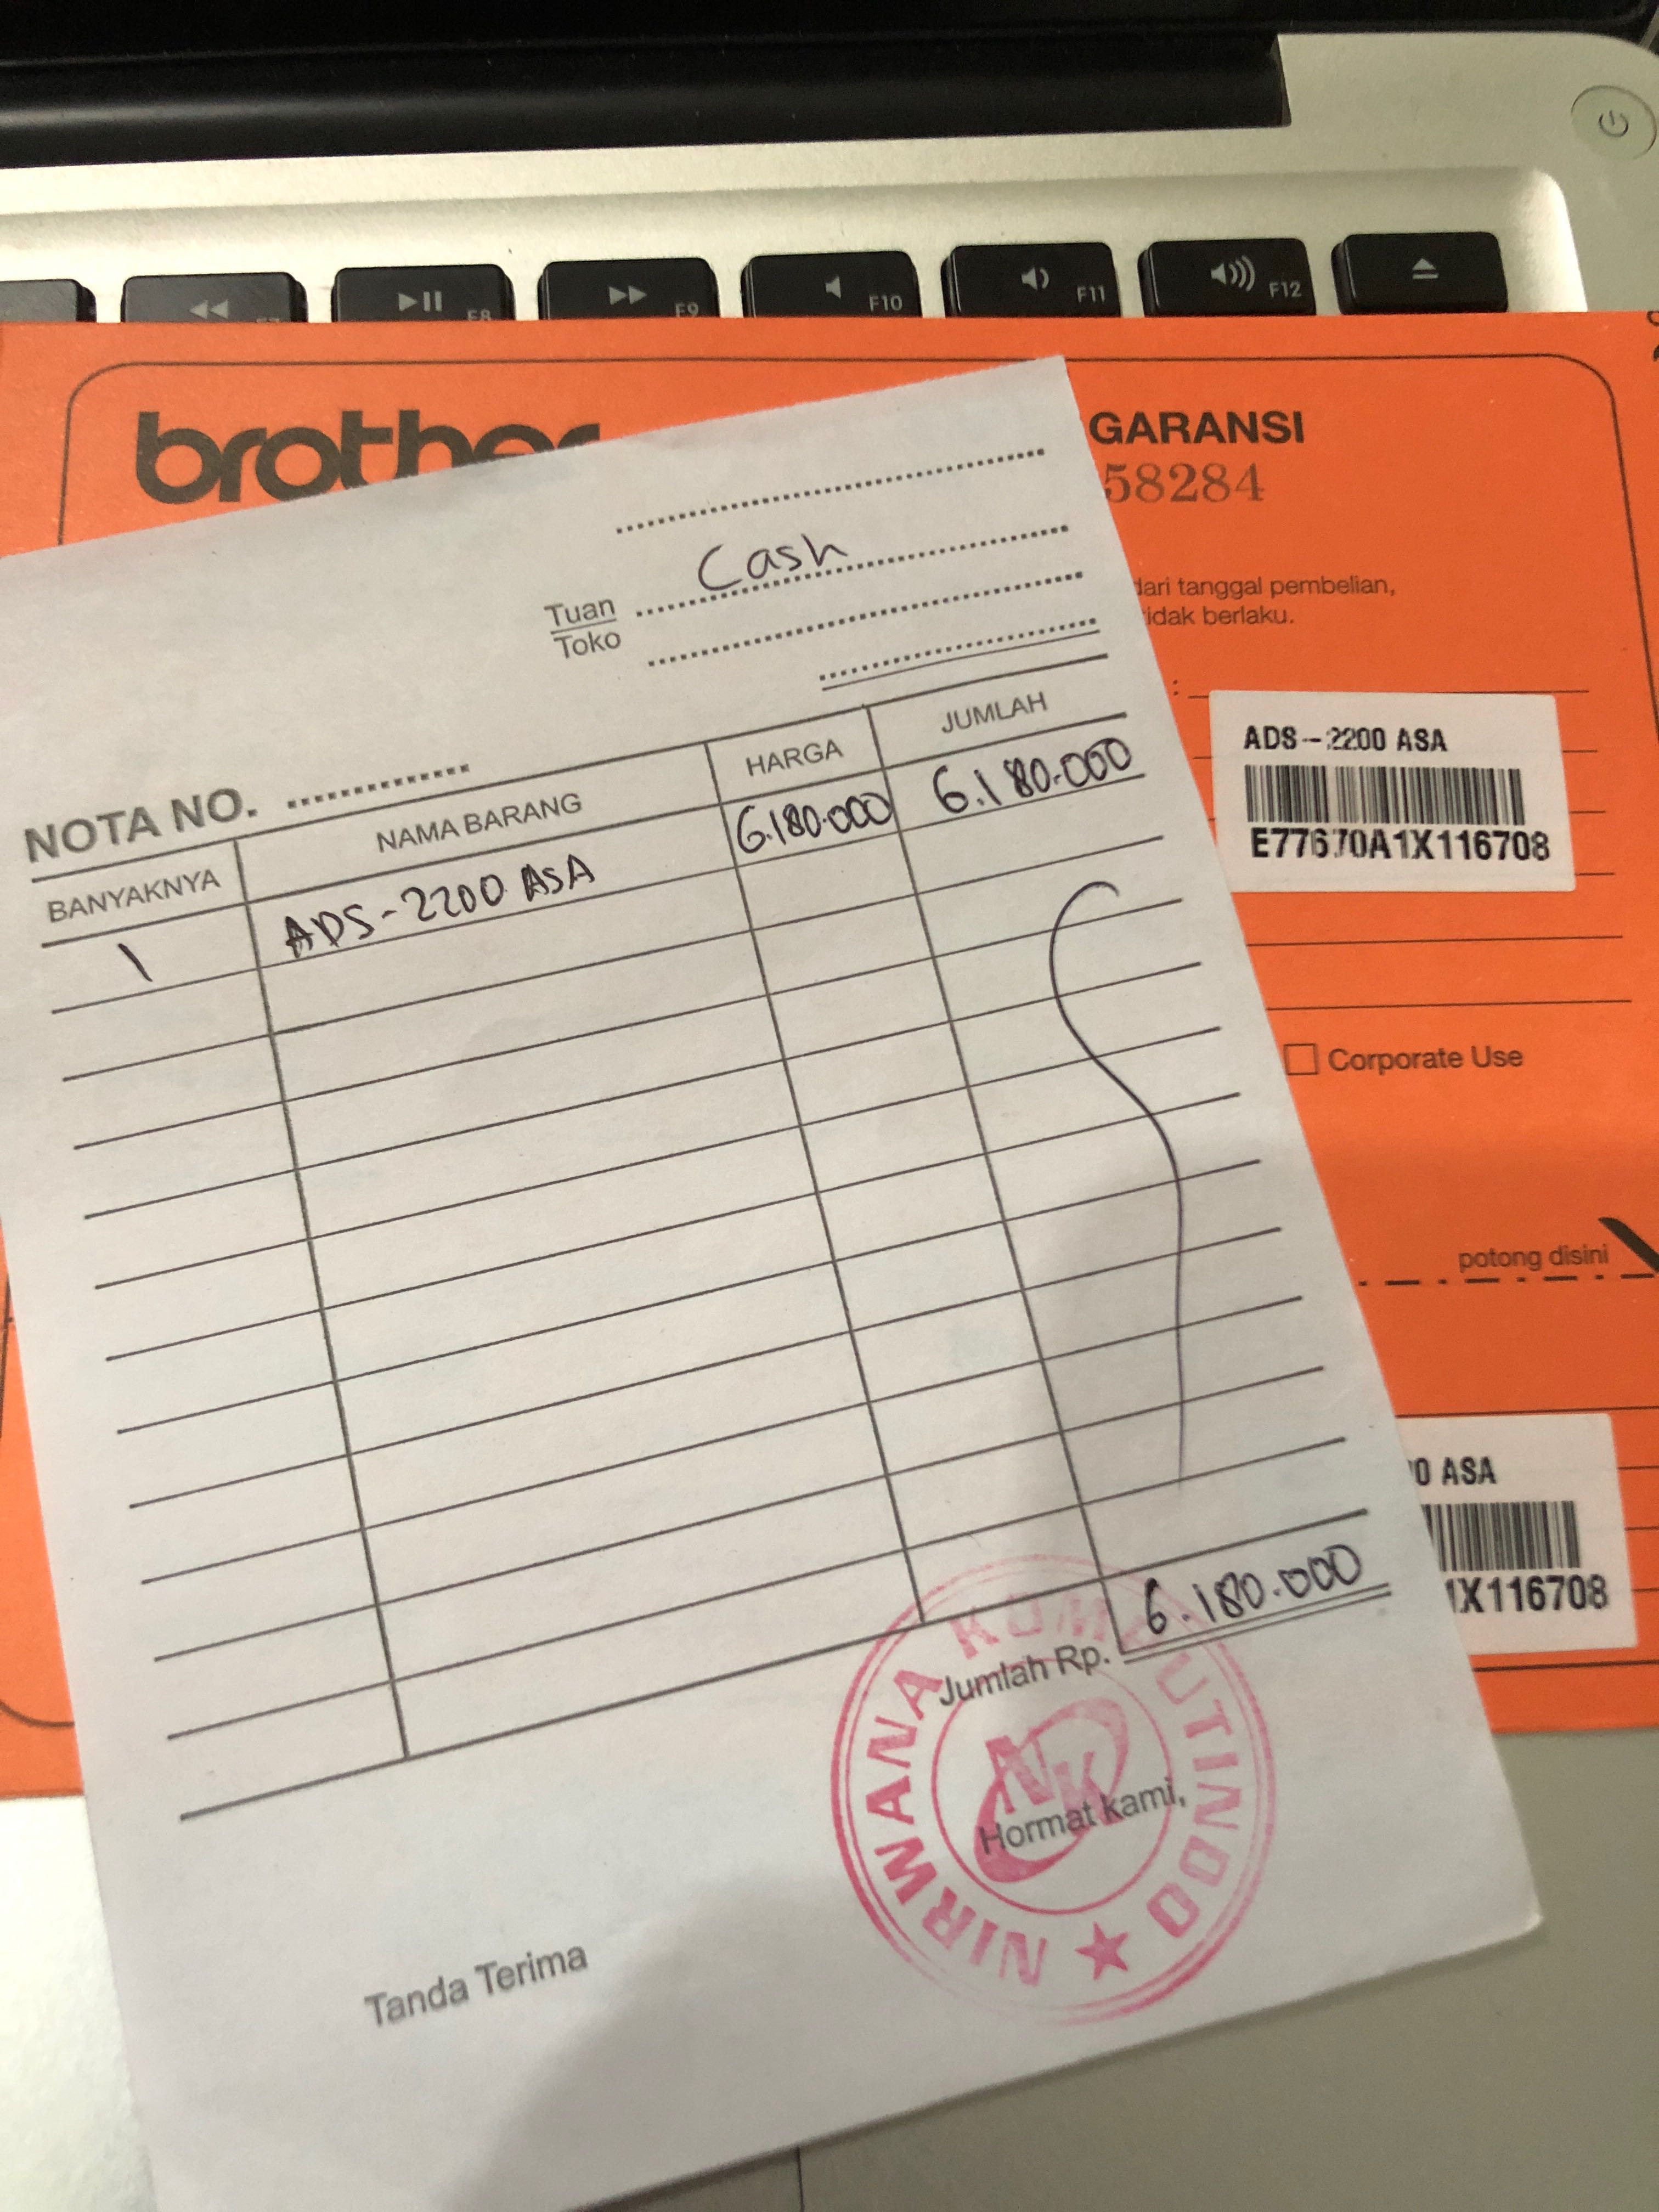 F8
F9
F10
F11
F12
brother
GARANSI
58284
dari tanggal pembelian,
tidak berlaku.
:
ADS-2200 ASA
E77670A1X116708
Corporate Use
potong disini
0 ASA
1X116708
Cash
Tuan
Toko
NOTA NO.
BANYAKNYA NAMA BARANG HARGA JUMLAH
1 ADS-2200 ASA 6.180.000 6.180.000
Jumlah Rp. 6.180.000
Tanda Terima Hormat kami,
NIRWANA KOMPUTINDO
NK